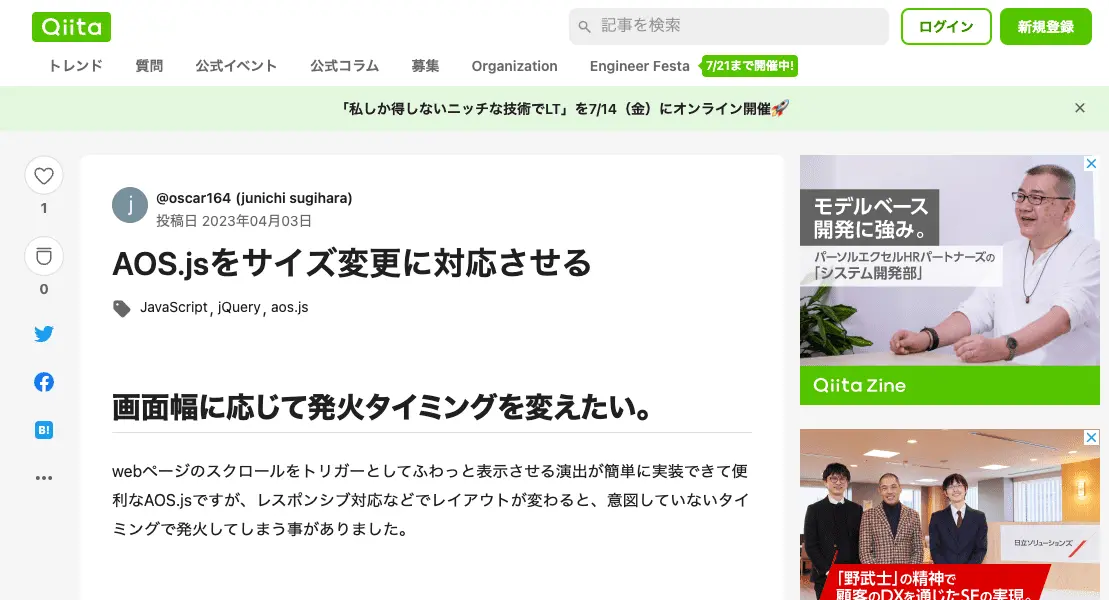 Qiita
記事を検索
ログイン
新規登録
トレンド
質問
公式イベント
公式コラム
募集
Organization
Engineer Festa
7/21まで開催中!
「私しか得しないニッチな技術でLT」を7/14（金）にオンライン開催🚀
1
0
B!
j
@oscar164 (junichi sugihara)
投稿日 2023年04月03日
AOS.jsをサイズ変更に対応させる
JavaScript, jQuery, aos.js
画面幅に応じて発火タイミングを変えたい。
webページのスクロールをトリガーとしてふわっと表示させる演出が簡単に実装できて便
利なAOS.jsですが、レスポンシブ対応などでレイアウトが変わると、意図していないタイ
ミングで発火してしまう事がありました。
モデルベース
開発に強み。
パーソルエクセルHRパートナーズの
「システム開発部」
Qiita Zine
日立ソリューションズ
「野武士」の精神で
顧客のDXを通じたSEの実現。